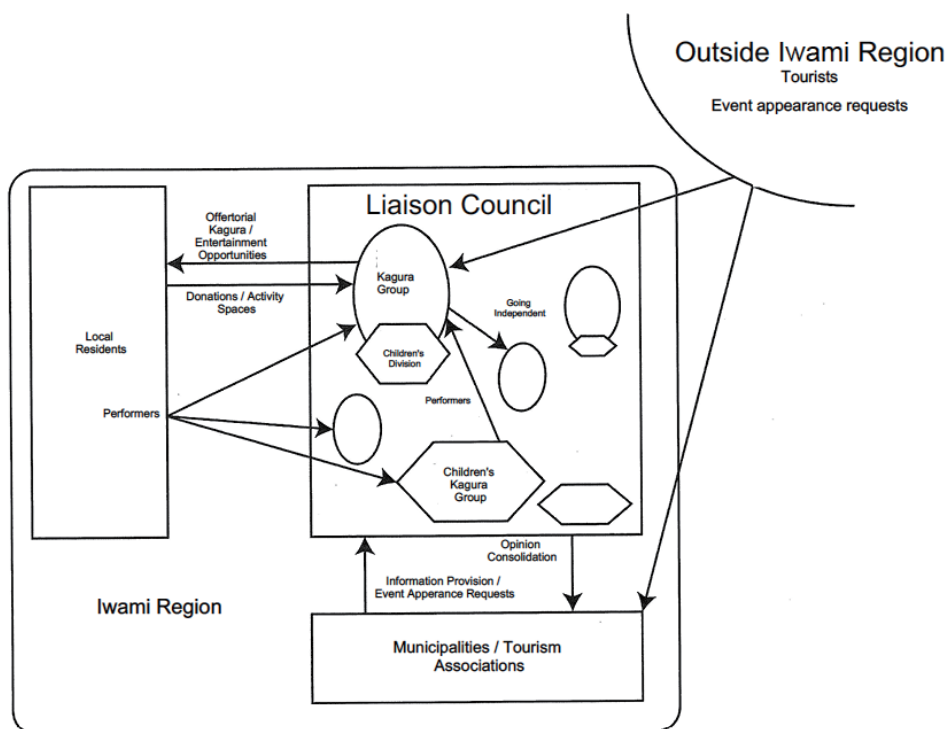 Outside Iwami Region
Tourists
Event appearance requests
Liaison Council
Offertorial
Kagura /
Entertainment
Opportunities
Kagura
Group
Donations / Activity
Spaces
Going
Independent
Local
Residents
Children's
Division
Performers
Performers
Children's
Kagura
Group
Opinion
Consolidation
Information Provision /
Event Apperance Requests
Iwami Region
Municipalities / Tourism
Associations